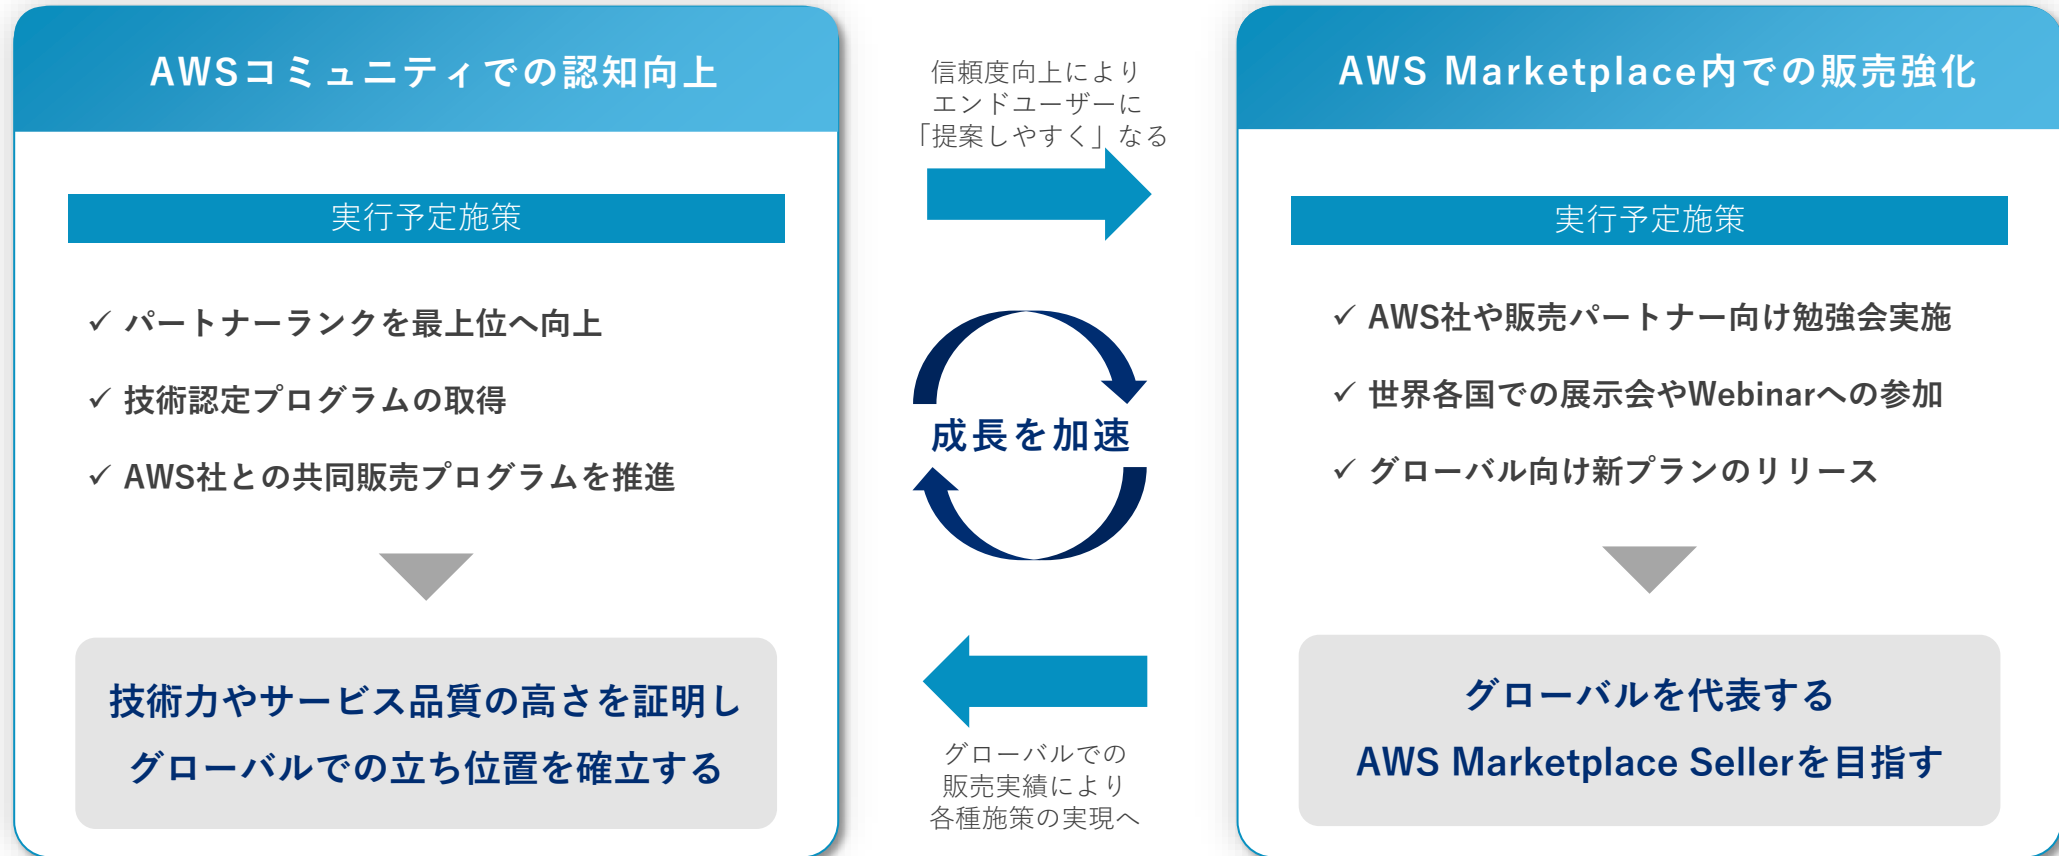 AWSコミュニティでの認知向上
実行予定施策
✓ パートナーランクを最上位へ向上
✓ 技術認定プログラムの取得
✓ AWS社との共同販売プログラムを推進
技術力やサービス品質の高さを証明し
グローバルでの立ち位置を確立する
信頼度向上により
エンドユーザーに
「提案しやすく」なる
成長を加速
グローバルでの
販売実績により
各種施策の実現へ
AWS Marketplace内での販売強化
実行予定施策
✓ AWS社や販売パートナー向け勉強会実施
✓ 世界各国での展示会やWebinarへの参加
✓ グローバル向け新プランのリリース
グローバルを代表する
AWS Marketplace Sellerを目指す